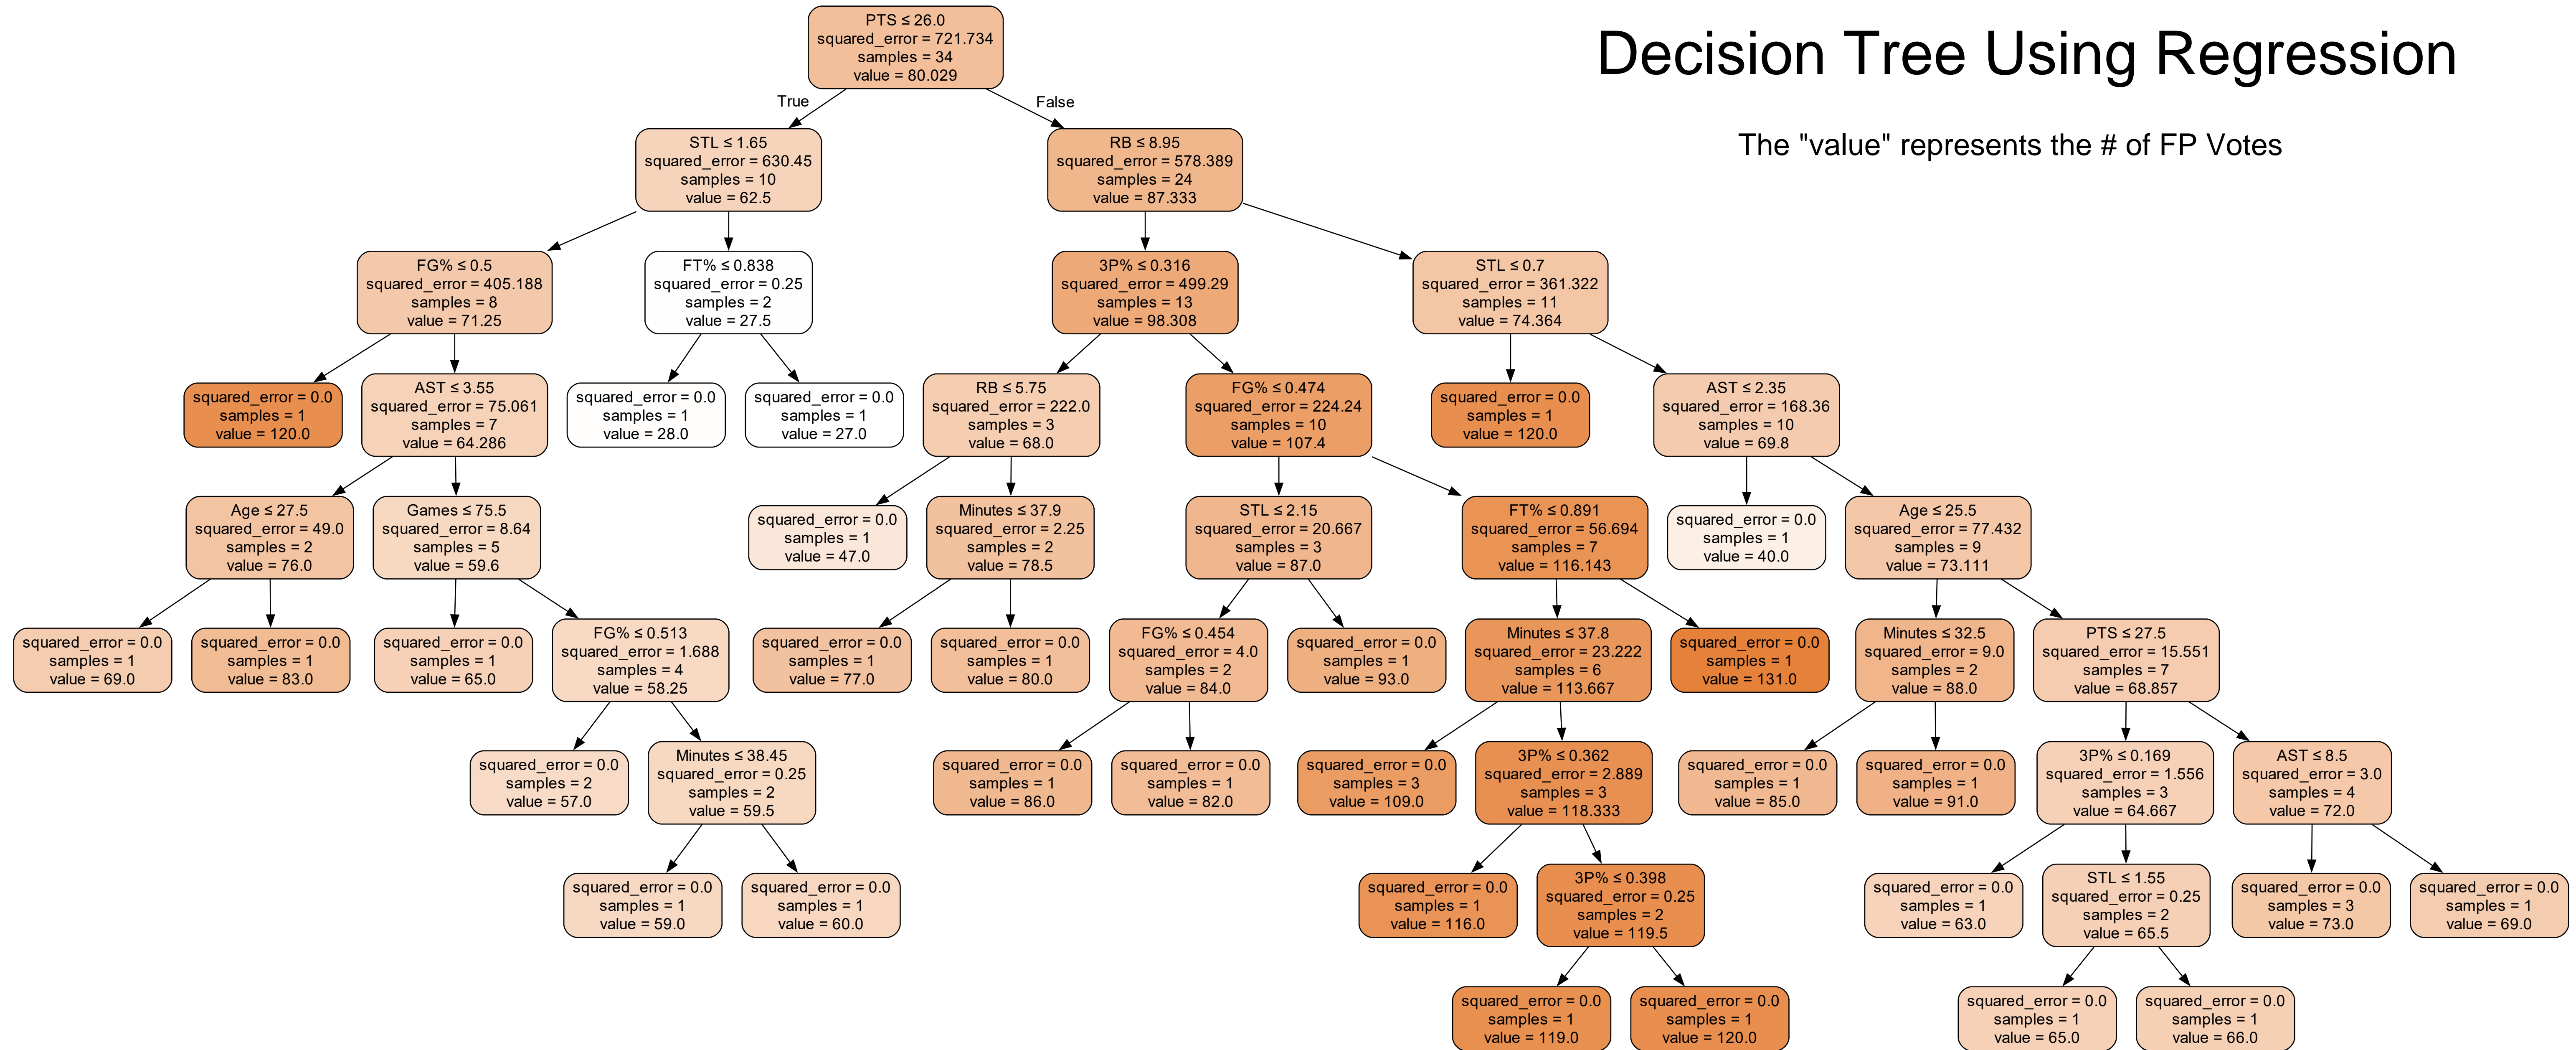 Decision Tree Using Regression
The "value" represents the # of FP Votes
PTS ≤ 26.0
squared_error = 721.734
samples = 34
value = 80.029
True
False
STL ≤ 1.65
squared_error = 630.45
samples = 10
value = 62.5
RB ≤ 8.95
squared_error = 578.389
samples = 24
value = 87.333
FG% ≤ 0.5
squared_error = 405.188
samples = 8
value = 71.25
FT% ≤ 0.838
squared_error = 0.25
samples = 2
value = 27.5
3P% ≤ 0.316
squared_error = 499.29
samples = 13
value = 98.308
STL ≤ 0.7
squared_error = 361.322
samples = 11
value = 74.364
squared_error = 0.0
samples = 1
value = 120.0
AST ≤ 3.55
squared_error = 75.061
samples = 7
value = 64.286
squared_error = 0.0
samples = 1
value = 28.0
squared_error = 0.0
samples = 1
value = 27.0
RB ≤ 5.75
squared_error = 222.0
samples = 3
value = 68.0
FG% ≤ 0.474
squared_error = 224.24
samples = 10
value = 107.4
squared_error = 0.0
samples = 1
value = 120.0
AST ≤ 2.35
squared_error = 168.36
samples = 10
value = 69.8
Age ≤ 27.5
squared_error = 49.0
samples = 2
value = 76.0
Games ≤ 75.5
squared_error = 8.64
samples = 5
value = 59.6
squared_error = 0.0
samples = 1
value = 47.0
Minutes ≤ 37.9
squared_error = 2.25
samples = 2
value = 78.5
STL ≤ 2.15
squared_error = 20.667
samples = 3
value = 87.0
FT% ≤ 0.891
squared_error = 56.694
samples = 7
value = 116.143
squared_error = 0.0
samples = 1
value = 40.0
Age ≤ 25.5
squared_error = 77.432
samples = 9
value = 73.111
squared_error = 0.0
samples = 1
value = 69.0
squared_error = 0.0
samples = 1
value = 83.0
squared_error = 0.0
samples = 1
value = 65.0
FG% ≤ 0.513
squared_error = 1.688
samples = 4
value = 58.25
squared_error = 0.0
samples = 1
value = 77.0
squared_error = 0.0
samples = 1
value = 80.0
FG% ≤ 0.454
squared_error = 4.0
samples = 2
value = 84.0
squared_error = 0.0
samples = 1
value = 93.0
Minutes ≤ 37.8
squared_error = 23.222
samples = 6
value = 113.667
squared_error = 0.0
samples = 1
value = 131.0
Minutes ≤ 32.5
squared_error = 9.0
samples = 2
value = 88.0
PTS ≤ 27.5
squared_error = 15.551
samples = 7
value = 68.857
squared_error = 0.0
samples = 2
value = 57.0
Minutes ≤ 38.45
squared_error = 0.25
samples = 2
value = 59.5
squared_error = 0.0
samples = 1
value = 86.0
squared_error = 0.0
samples = 1
value = 82.0
squared_error = 0.0
samples = 3
value = 109.0
3P% ≤ 0.362
squared_error = 2.889
samples = 3
value = 118.333
squared_error = 0.0
samples = 1
value = 85.0
squared_error = 0.0
samples = 1
value = 91.0
3P% ≤ 0.169
squared_error = 1.556
samples = 3
value = 64.667
AST ≤ 8.5
squared_error = 3.0
samples = 4
value = 72.0
squared_error = 0.0
samples = 1
value = 59.0
squared_error = 0.0
samples = 1
value = 60.0
squared_error = 0.0
samples = 1
value = 116.0
3P% ≤ 0.398
squared_error = 0.25
samples = 2
value = 119.5
squared_error = 0.0
samples = 1
value = 63.0
STL ≤ 1.55
squared_error = 0.25
samples = 2
value = 65.5
squared_error = 0.0
samples = 3
value = 73.0
squared_error = 0.0
samples = 1
value = 69.0
squared_error = 0.0
samples = 1
value = 119.0
squared_error = 0.0
samples = 1
value = 120.0
squared_error = 0.0
samples = 1
value = 65.0
squared_error = 0.0
samples = 1
value = 66.0